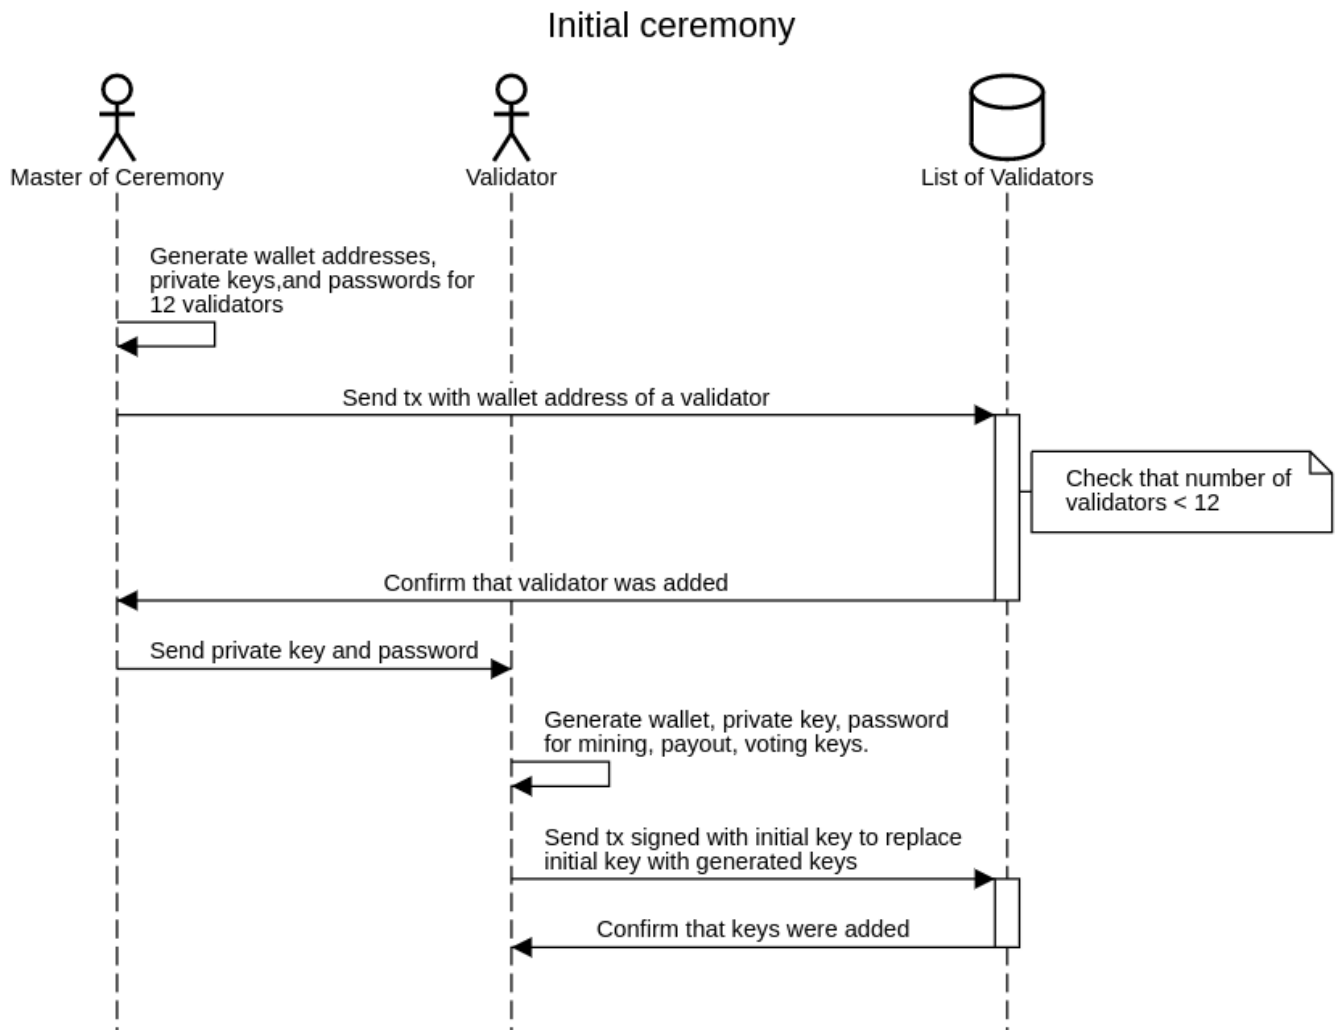 Initial ceremony
Master of Ceremony
Validator
List of Validators
Generate wallet addresses,
private keys,and passwords for
12 validators
Send tx with wallet address of a validator
Check that number of
validators < 12
Confirm that validator was added
Send private key and password
Generate wallet, private key, password
for mining, payout, voting keys.
Send tx signed with initial key to replace
initial key with generated keys
Confirm that keys were added